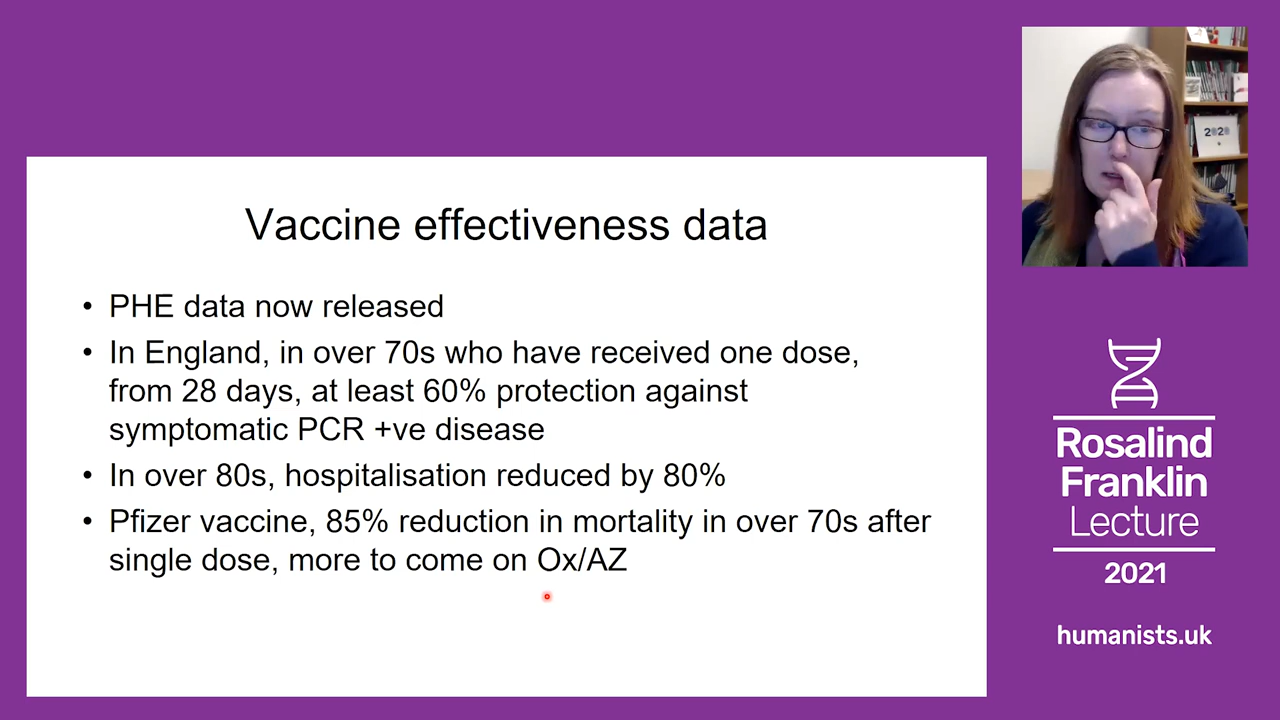 Vaccine effectiveness data
• PHE data now released
• In England, in over 70s who have received one dose,
from 28 days, at least 60% protection against
symptomatic PCR +ve disease
• In over 80s, hospitalisation reduced by 80%
• Pfizer vaccine, 85% reduction in mortality in over 70s after
single dose, more to come on Ox/AZ
2020
Rosalind
Franklin
Lecture
2021
humanists.uk